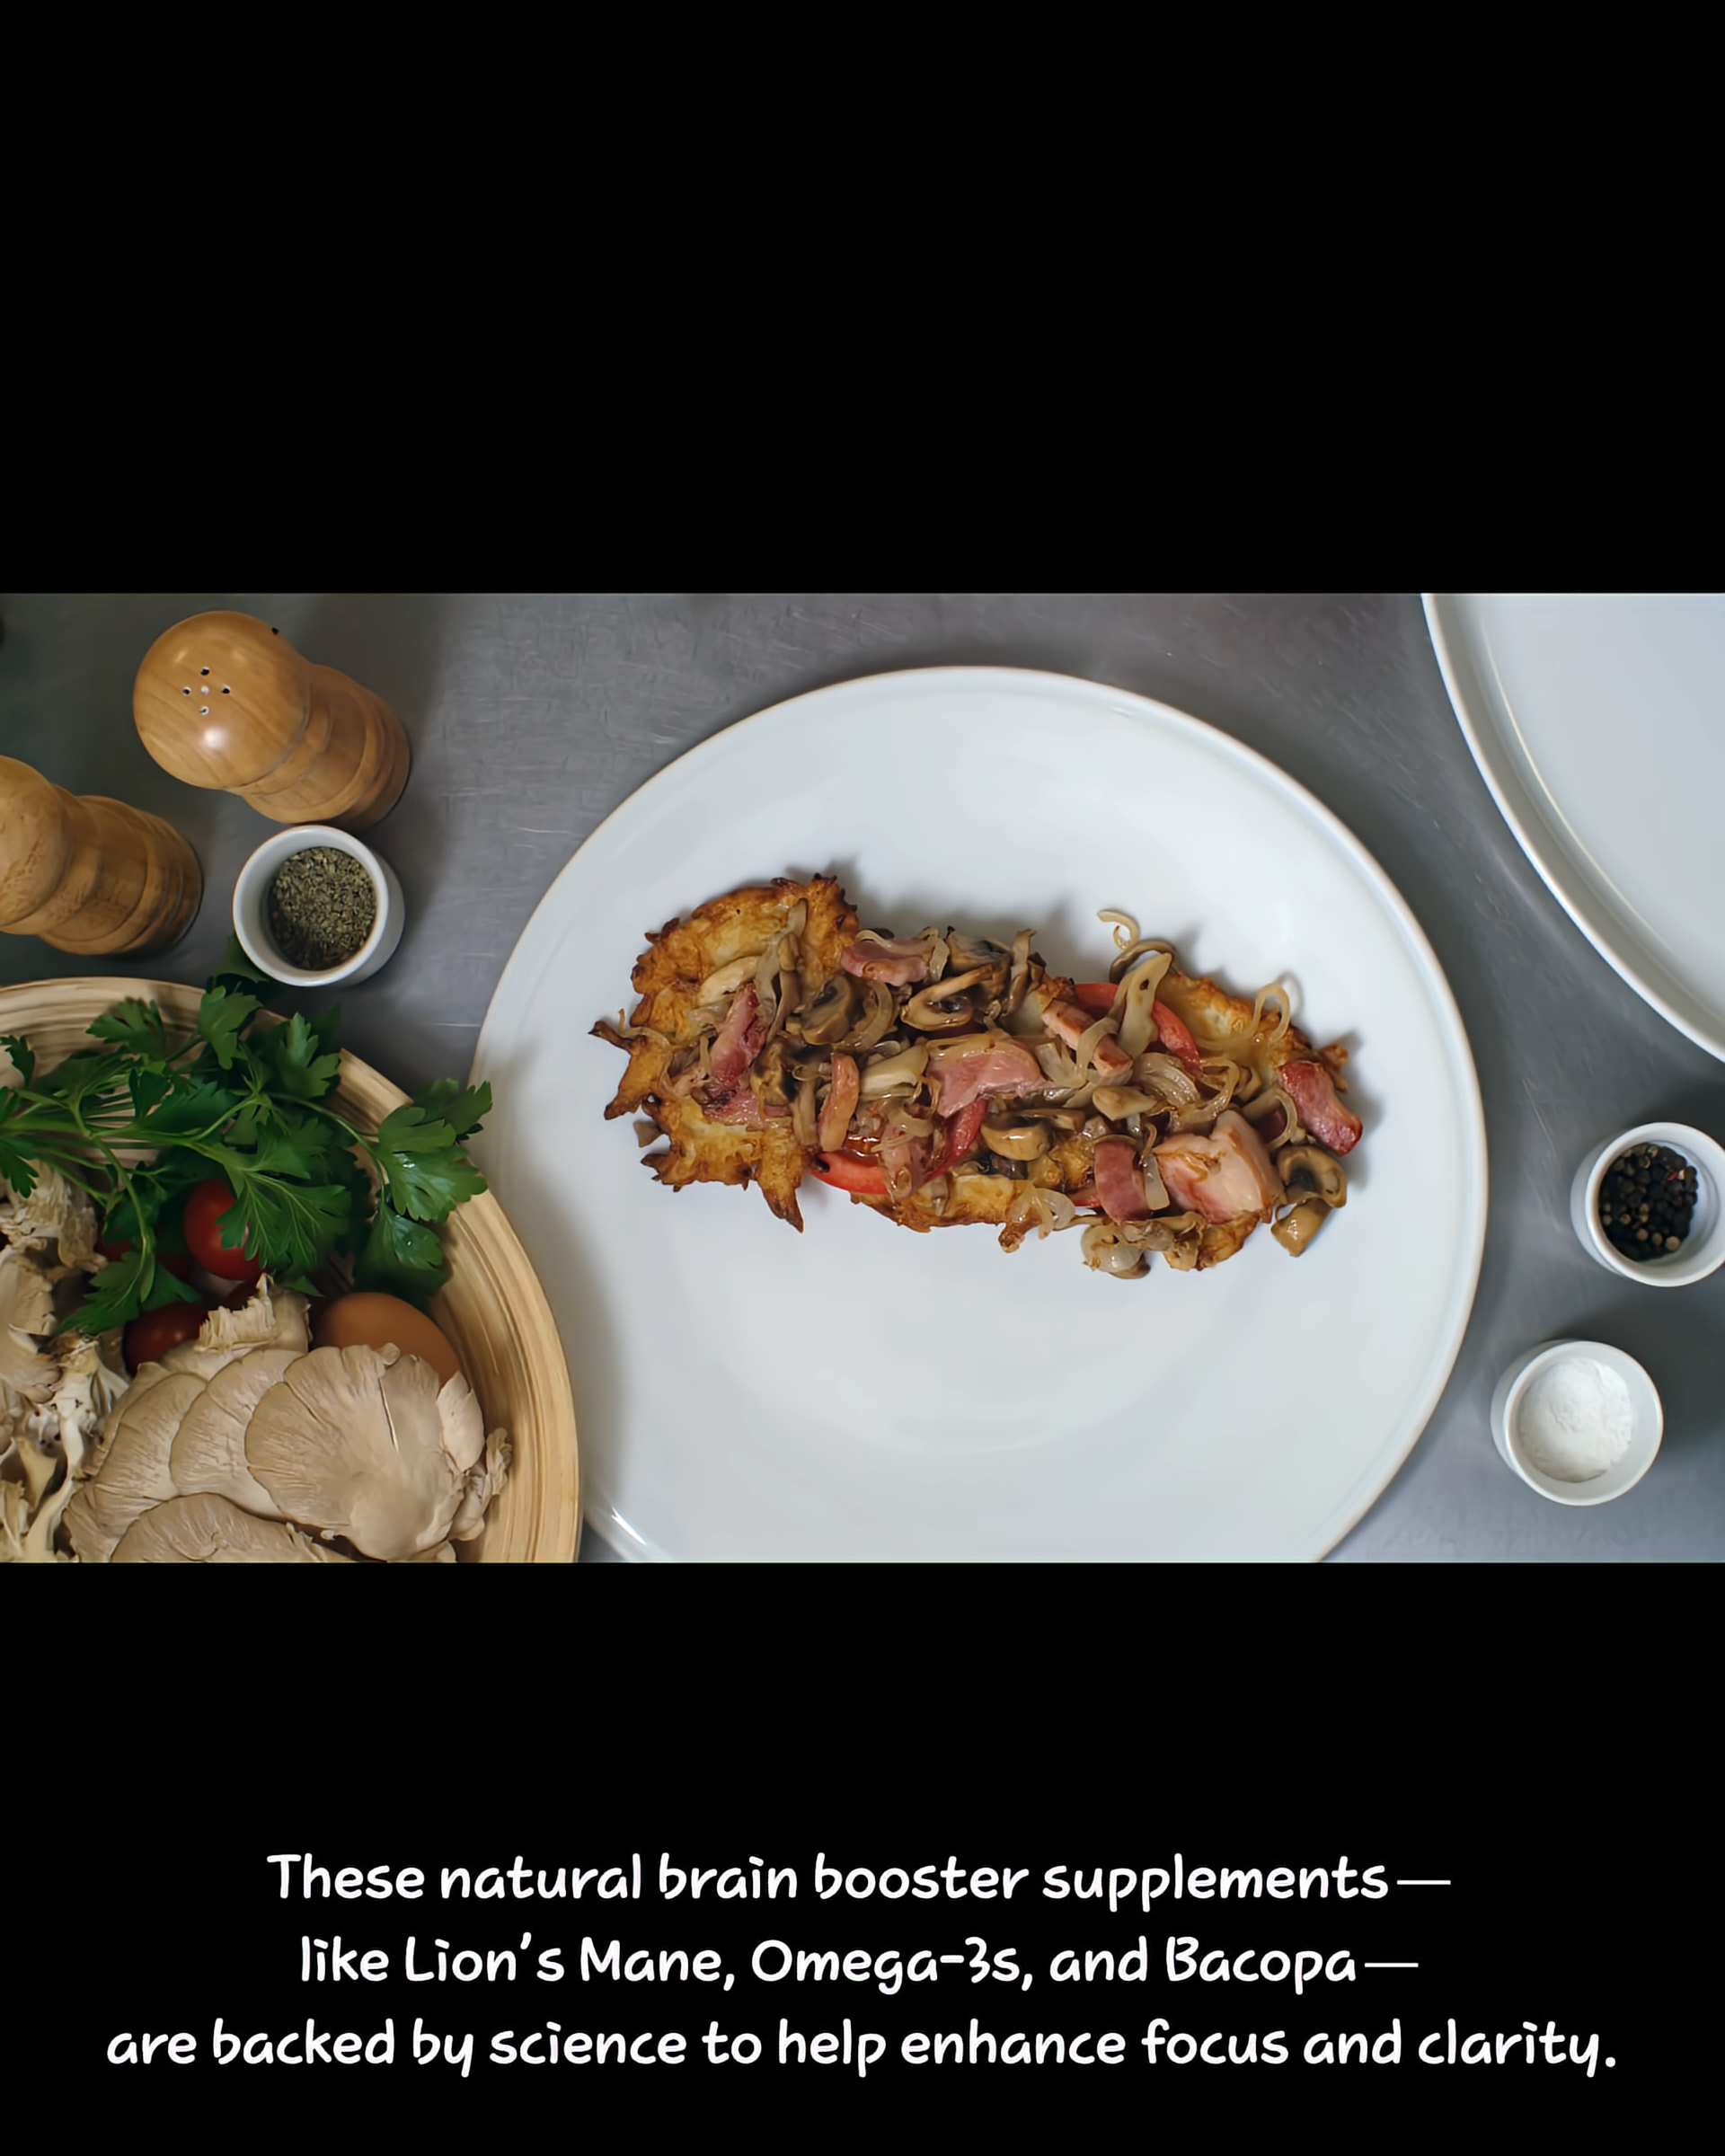 These natural brain booster supplements—
like Lion’s Mane, Omega-3s, and Bacopa—
are backed by science to help enhance focus and clarity.